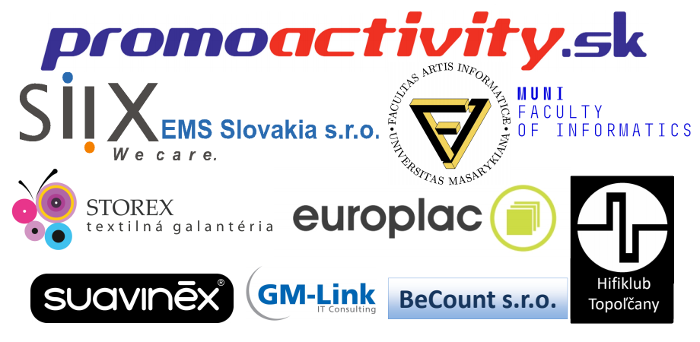 promoactivity.sk
SIIX EMS Slovakia s.r.o.
We care.
FACULTAS ARTIS INFORMATICÆ
UNIVERSITAS MASARYKIANA
MUNI
FACULTY
OF INFORMATICS
STOREX
textilná galantéria
europlac
Hifiklub
Topoľčany
suavinēx®
GM-Link
IT Consulting
BeCount s.r.o.